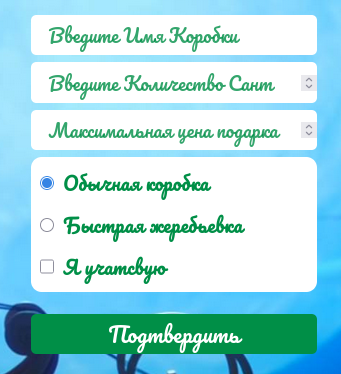 Введите Имя Коробки
Введите Количество Сант
Максимальная цена подарка
Обычная коробка
Быстрая жеребьевка
Я учатсвую
Подтвердить